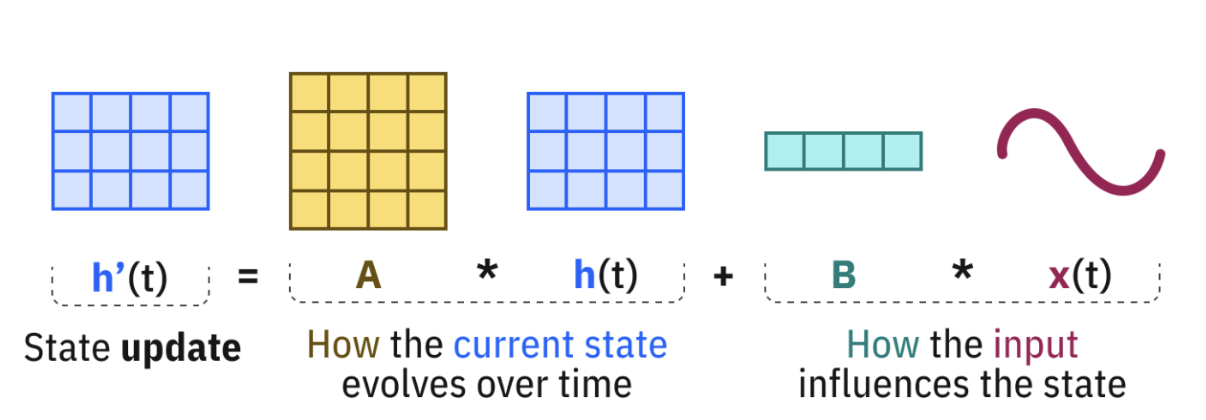 h’(t) = A * h(t) + B * x(t)
State update
How the current state
evolves over time
How the input
influences the state